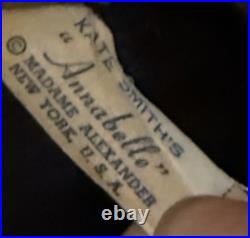 KATE SMITH'S
"Annabelle"
© MADAME ALEXANDER
NEW YORK, U.S.A.